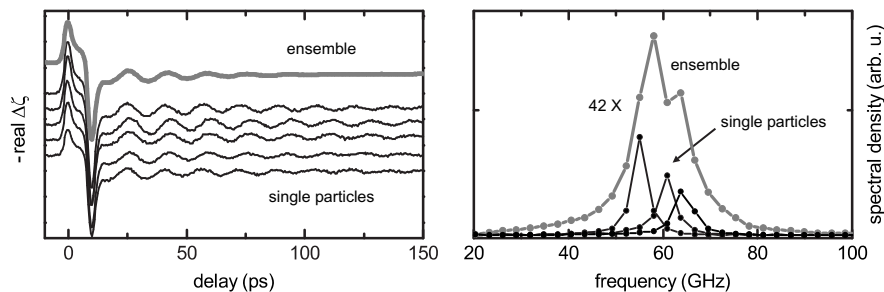 ensemble
single particles
-real Δζ
0
50
100
150
delay (ps)
ensemble
42 X
single particles
20
40
60
80
100
frequency (GHz)
spectral density (arb. u.)